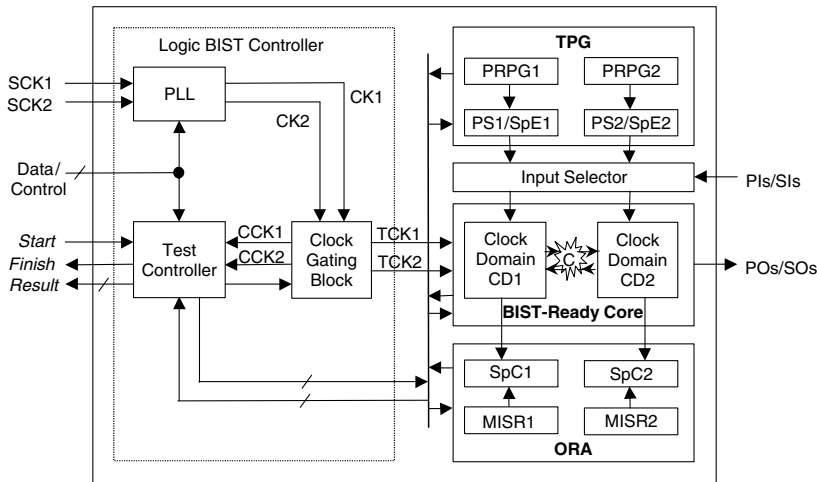 Logic BIST Controller
SCK1
SCK2
PLL
CK1
CK2
Data/
Control
Start
Finish
Result
Test
Controller
CCK1
CCK2
Clock
Gating
Block
TCK1
TCK2
TPG
PRPG1
PRPG2
PS1/SpE1
PS2/SpE2
Input Selector
PIs/SIs
Clock
Domain
CD1
C
Clock
Domain
CD2
POs/SOs
BIST-Ready Core
SpC1
SpC2
MISR1
MISR2
ORA